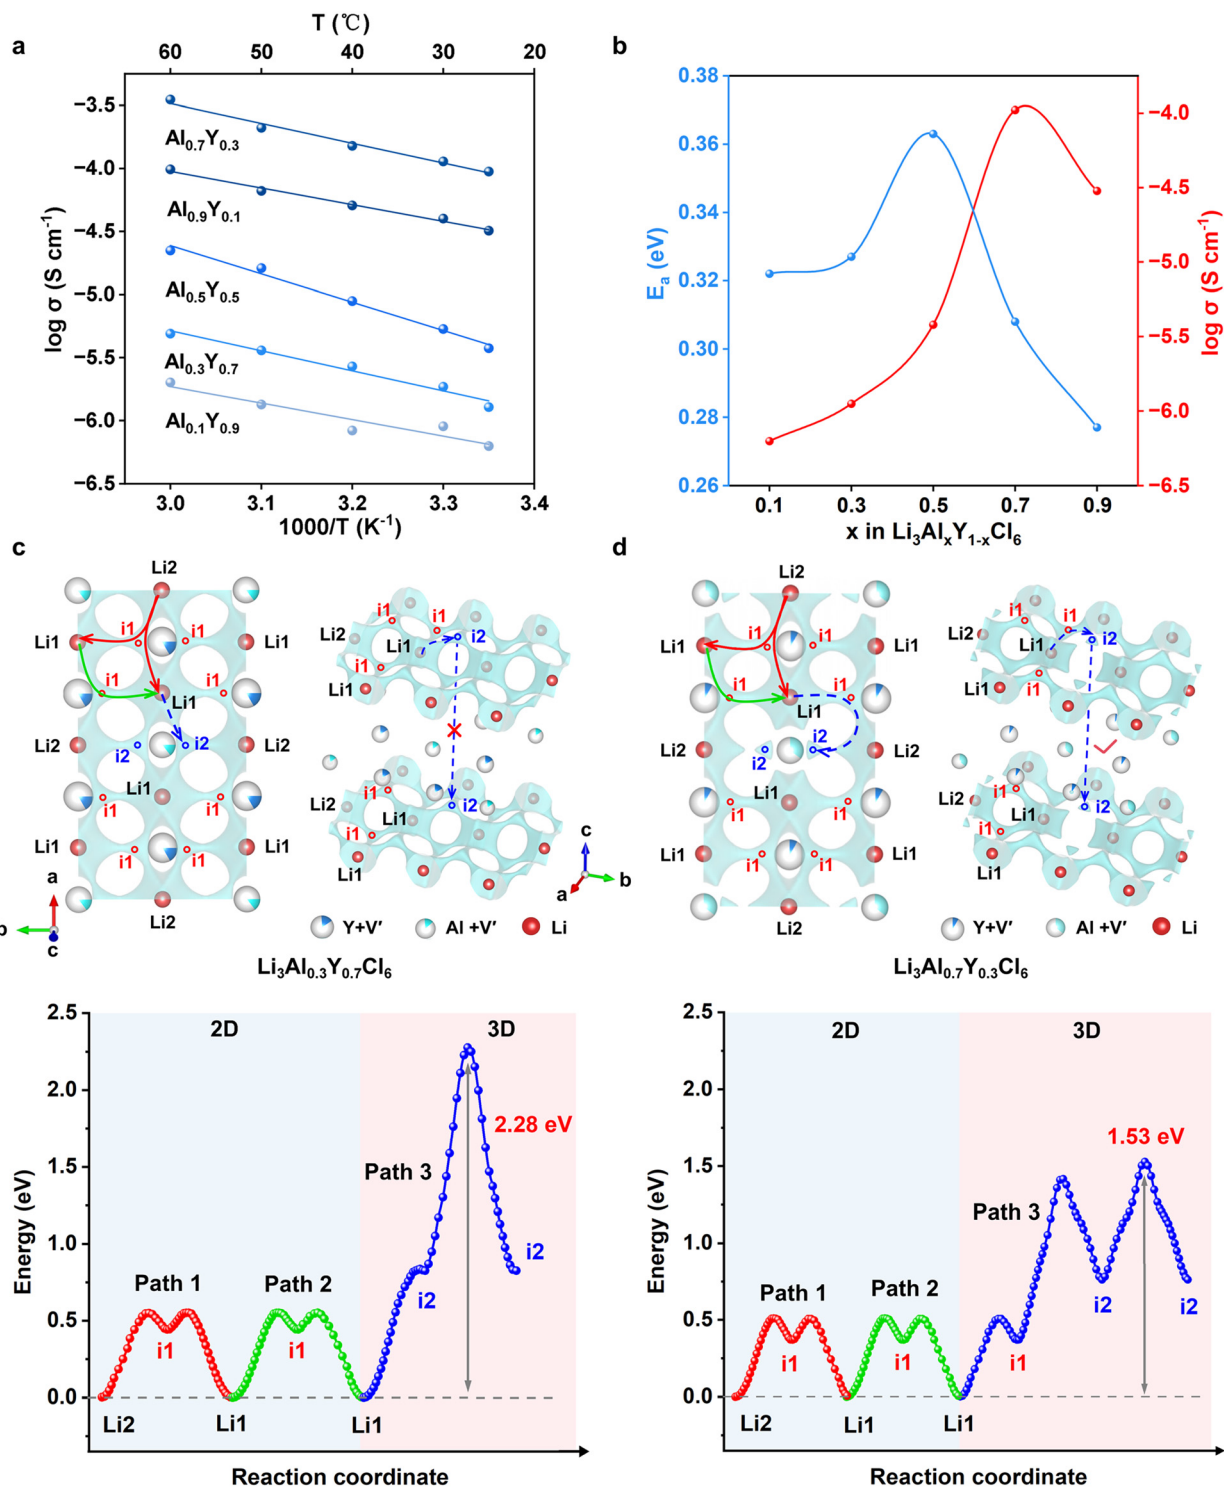 a
T (℃)
60 50 40 30 20
−3.5
−4.0
−4.5
−5.0
−5.5
−6.0
−6.5
log σ (S cm⁻¹)
Al₀.₇Y₀.₃
Al₀.₉Y₀.₁
Al₀.₅Y₀.₅
Al₀.₃Y₀.₇
Al₀.₁Y₀.₉
3.0 3.1 3.2 3.3 3.4
1000/T (K⁻¹)
b
0.38
0.36
0.34
0.32
0.30
0.28
0.26
Eₐ (eV)
−4.0
−4.5
−5.0
−5.5
−6.0
−6.5
log σ (S cm⁻¹)
0.1 0.3 0.5 0.7 0.9
x in Li₃AlₓY₁₋ₓCl₆
c
Li2
Li1 i1 i1 Li1
i1 Li1 i1
Li2 i2 i2 Li2
i1 Li1 i1
Li1 i1 i1 Li1
Li2
a
b
c
i1 i1
Li2 Li1 i2
i1
Li1
i1
Li2 Li1 i2
i1
Li1
c
b
a
Y+V′ Al +V′ Li
Li₃Al₀.₃Y₀.₇Cl₆
2.5
2.0
1.5
1.0
0.5
0.0
Energy (eV)
2D 3D
2.28 eV
Path 3
Path 1 Path 2
i2
i2
i1 i1
Li2 Li1 Li1
Reaction coordinate
d
Li2
Li1 i1 i1 Li1
i1 Li1 i1
Li2 i2 i2 Li2
i1 Li1 i1
Li1 i1 i1 Li1
Li2
i1 i1
Li2 Li1 i2
i1
Li1
i1
Li2 Li1 i2
i1
Li1
Y+V′ Al +V′ Li
Li₃Al₀.₇Y₀.₃Cl₆
2.5
2.0
1.5
1.0
0.5
0.0
Energy (eV)
2D 3D
1.53 eV
Path 3
Path 1 Path 2
i2 i2
i1 i1 i1
Li2 Li1 Li1
Reaction coordinate